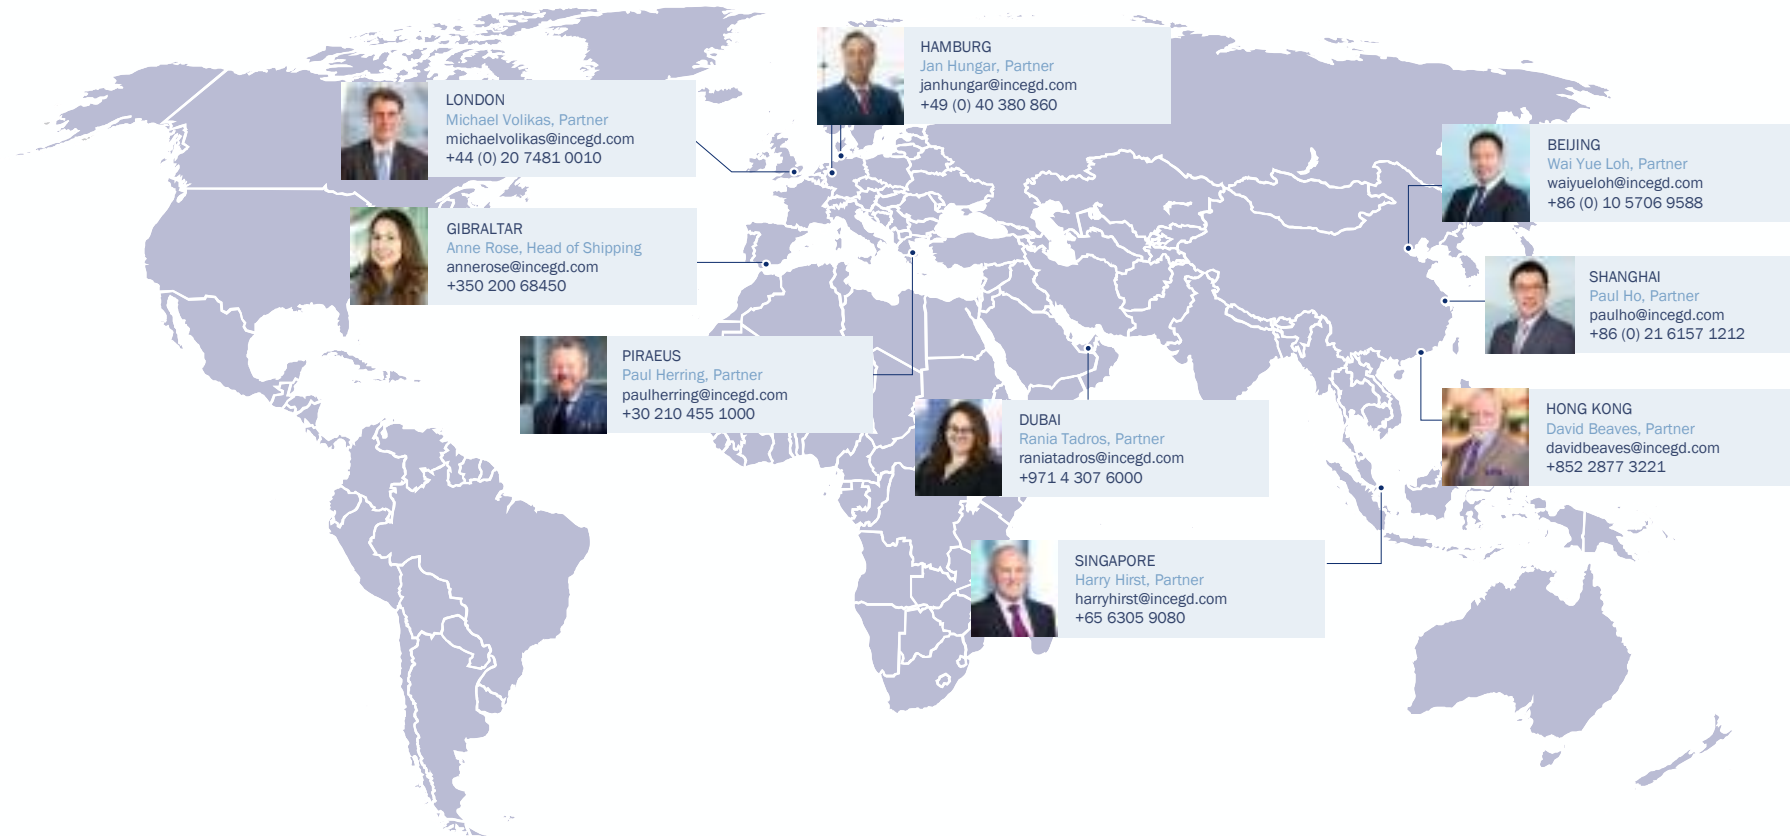 HAMBURG
Jan Hungar, Partner
janhungar@incegd.com
+49 (0) 40 380 860
LONDON
Michael Volikas, Partner
michaelvolikas@incegd.com
+44 (0) 20 7481 0010
BEIJING
Wai Yue Loh, Partner
waiyueloh@incegd.com
+86 (0) 10 5706 9588
GIBRALTAR
Anne Rose, Head of Shipping
annerose@incegd.com
+350 200 68450
SHANGHAI
Paul Ho, Partner
paulho@incegd.com
+86 (0) 21 6157 1212
PIRAEUS
Paul Herring, Partner
paulherring@incegd.com
+30 210 455 1000
HONG KONG
David Beaves, Partner
davidbeaves@incegd.com
+852 2877 3221
DUBAI
Rania Tadros, Partner
raniatadros@incegd.com
+971 4 307 6000
SINGAPORE
Harry Hirst, Partner
harryhirst@incegd.com
+65 6305 9080